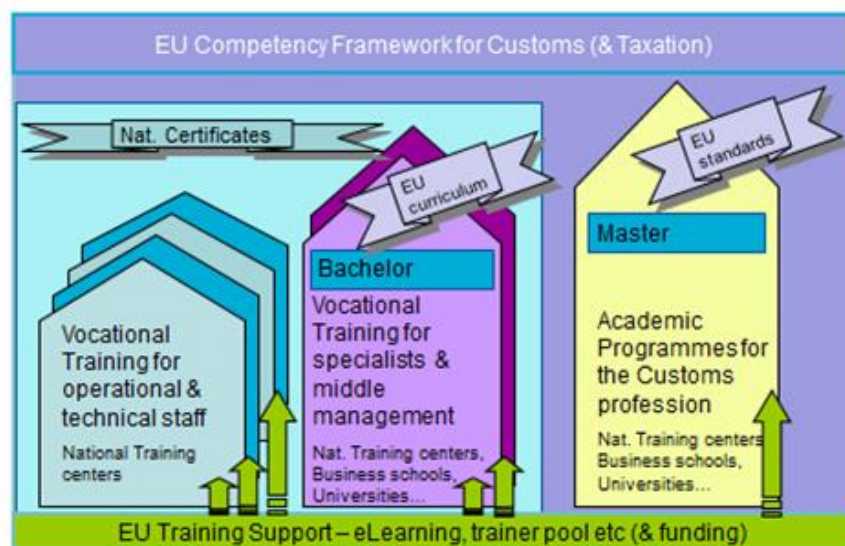 EU Competency Framework for Customs (& Taxation)
Nat. Certificates
EU
curriculum
EU
standards
Vocational
Training for
operational &
technical staff
National Training
centers
Bachelor
Vocational
Training for
specialists &
middle
management
Nat. Training centers,
Business schools,
Universities...
Master
Academic
Programmes for
the Customs
profession
Nat. Training centers
Business schools,
Universities...
EU Training Support – eLearning, trainer pool etc (& funding)